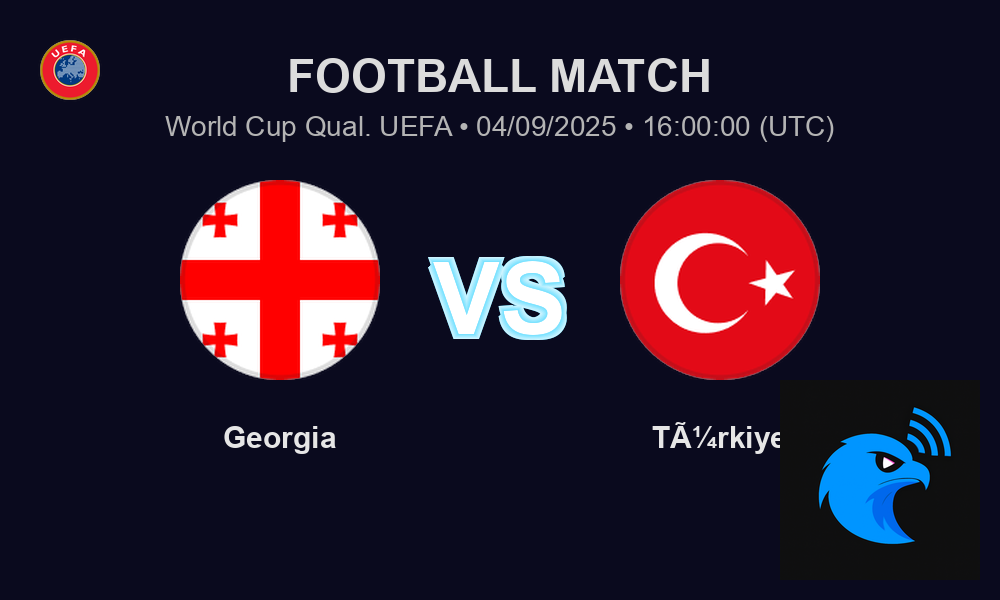 UEFA
FOOTBALL MATCH
World Cup Qual. UEFA • 04/09/2025 • 16:00:00 (UTC)
VS
Georgia
TÃ¼rkiye